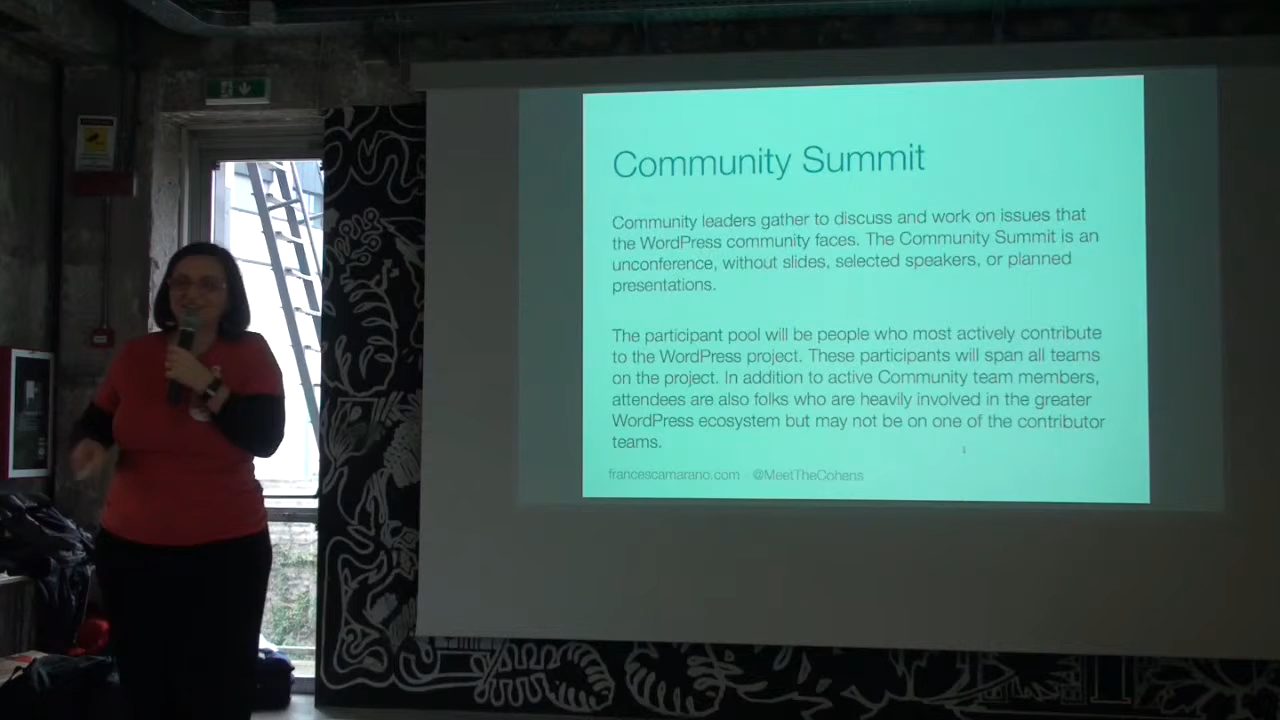 Community Summit
Community leaders gather to discuss and work on issues that
the WordPress community faces. The Community Summit is an
unconference, without slides, selected speakers, or planned
presentations.
The participant pool will be people who most actively contribute
to the WordPress project. These participants will span all teams
on the project. In addition to active Community team members,
attendees are also folks who are heavily involved in the greater
WordPress ecosystem but may not be on one of the contributor
teams.
francescamarano.com @MeetTheCohens